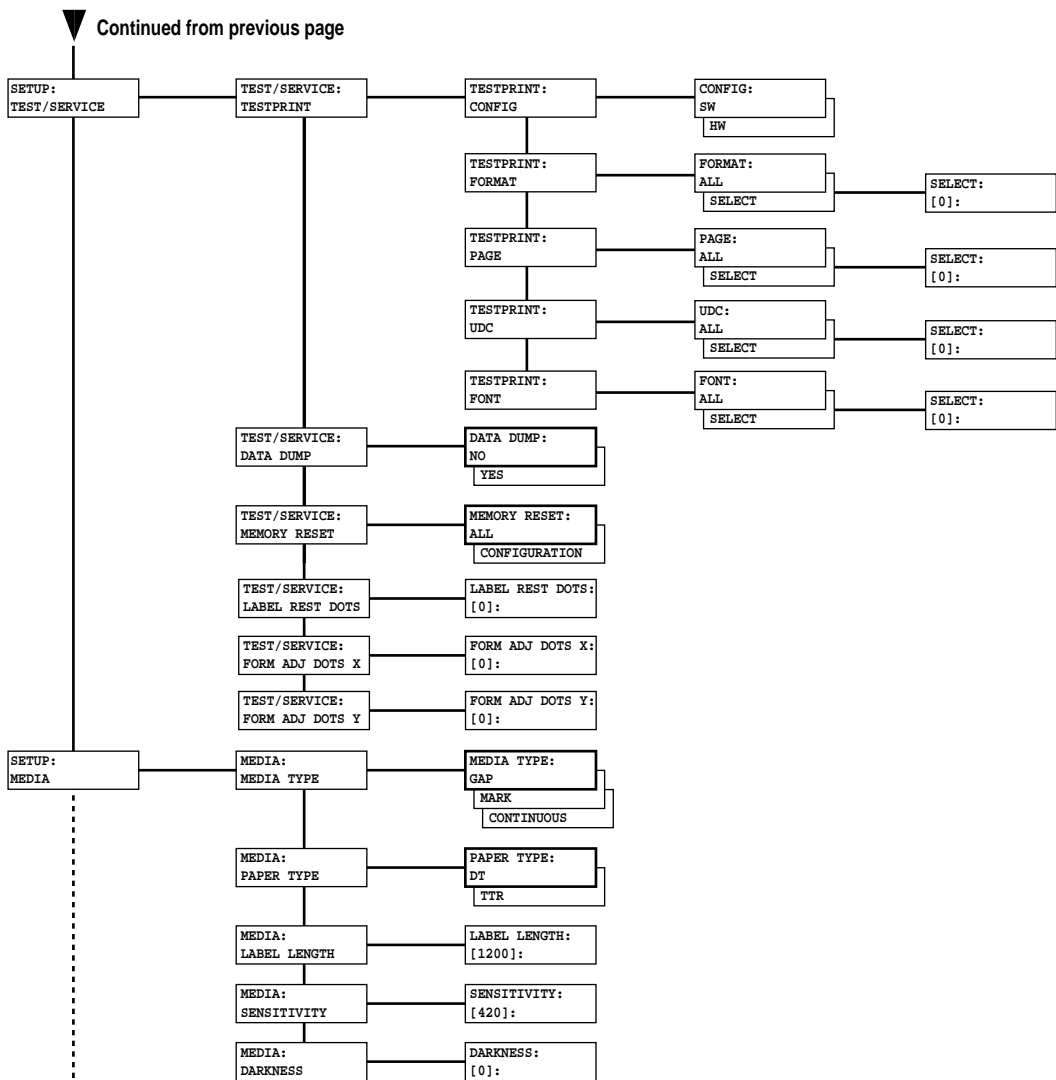 Continued from previous page
SETUP:
TEST/SERVICE
TEST/SERVICE:
TESTPRINT
TESTPRINT:
CONFIG
CONFIG:
SW
HW
TESTPRINT:
FORMAT
FORMAT:
ALL
SELECT
SELECT:
[0]:
TESTPRINT:
PAGE
PAGE:
ALL
SELECT
SELECT:
[0]:
TESTPRINT:
UDC
UDC:
ALL
SELECT
SELECT:
[0]:
TESTPRINT:
FONT
FONT:
ALL
SELECT
SELECT:
[0]:
TEST/SERVICE:
DATA DUMP
DATA DUMP:
NO
YES
TEST/SERVICE:
MEMORY RESET
MEMORY RESET:
ALL
CONFIGURATION
TEST/SERVICE:
LABEL REST DOTS
LABEL REST DOTS:
[0]:
TEST/SERVICE:
FORM ADJ DOTS X
FORM ADJ DOTS X:
[0]:
TEST/SERVICE:
FORM ADJ DOTS Y
FORM ADJ DOTS Y:
[0]:
SETUP:
MEDIA
MEDIA:
MEDIA TYPE
MEDIA TYPE:
GAP
MARK
CONTINUOUS
MEDIA:
PAPER TYPE
PAPER TYPE:
DT
TTR
MEDIA:
LABEL LENGTH
LABEL LENGTH:
[1200]:
MEDIA:
SENSITIVITY
SENSITIVITY:
[420]:
MEDIA:
DARKNESS
DARKNESS:
[0]: